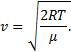 v = √(2RT/μ).